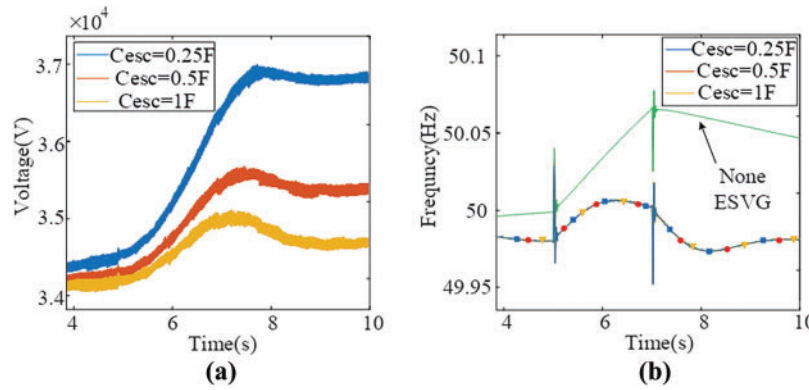 ×10⁴
3.7
3.6
3.5
3.4
Voltage(V)
Cesc=0.25F
Cesc=0.5F
Cesc=1F
4 6 8 10
Time(s)
(a)
50.1
50.05
50
49.95
Frequncy(Hz)
Cesc=0.25F
Cesc=0.5F
Cesc=1F
None
ESVG
4 6 8 10
Time(s)
(b)